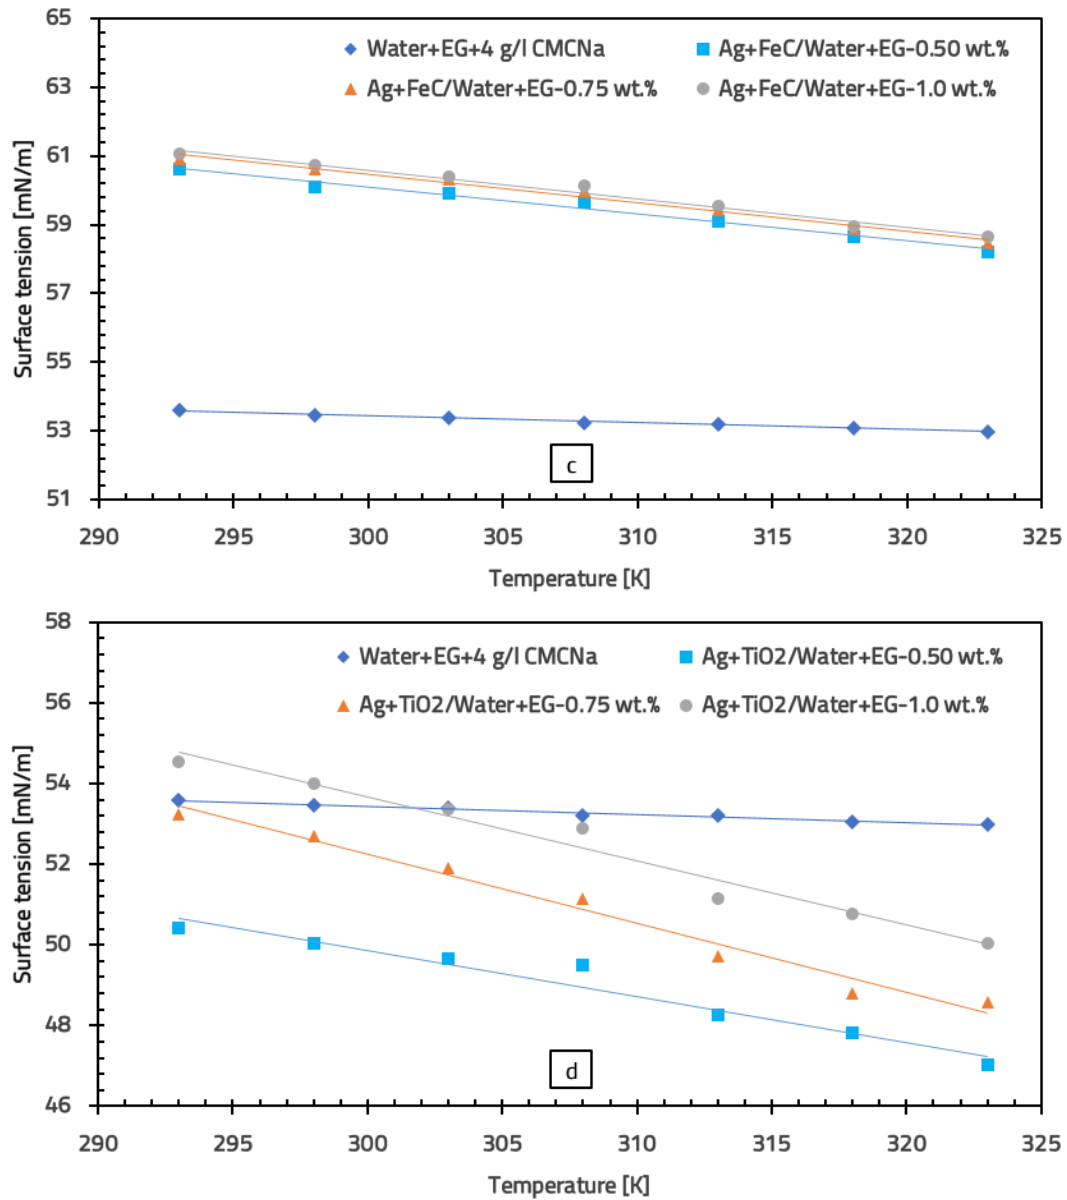 65
63
61
59
57
55
53
51
Surface tension [mN/m]
Water+EG+4 g/l CMCNa
Ag+FeC/Water+EG-0.50 wt.%
Ag+FeC/Water+EG-0.75 wt.%
Ag+FeC/Water+EG-1.0 wt.%
c
290 295 300 305 310 315 320 325
Temperature [K]
58
56
54
52
50
48
46
Surface tension [mN/m]
Water+EG+4 g/l CMCNa
Ag+TiO2/Water+EG-0.50 wt.%
Ag+TiO2/Water+EG-0.75 wt.%
Ag+TiO2/Water+EG-1.0 wt.%
d
290 295 300 305 310 315 320 325
Temperature [K]